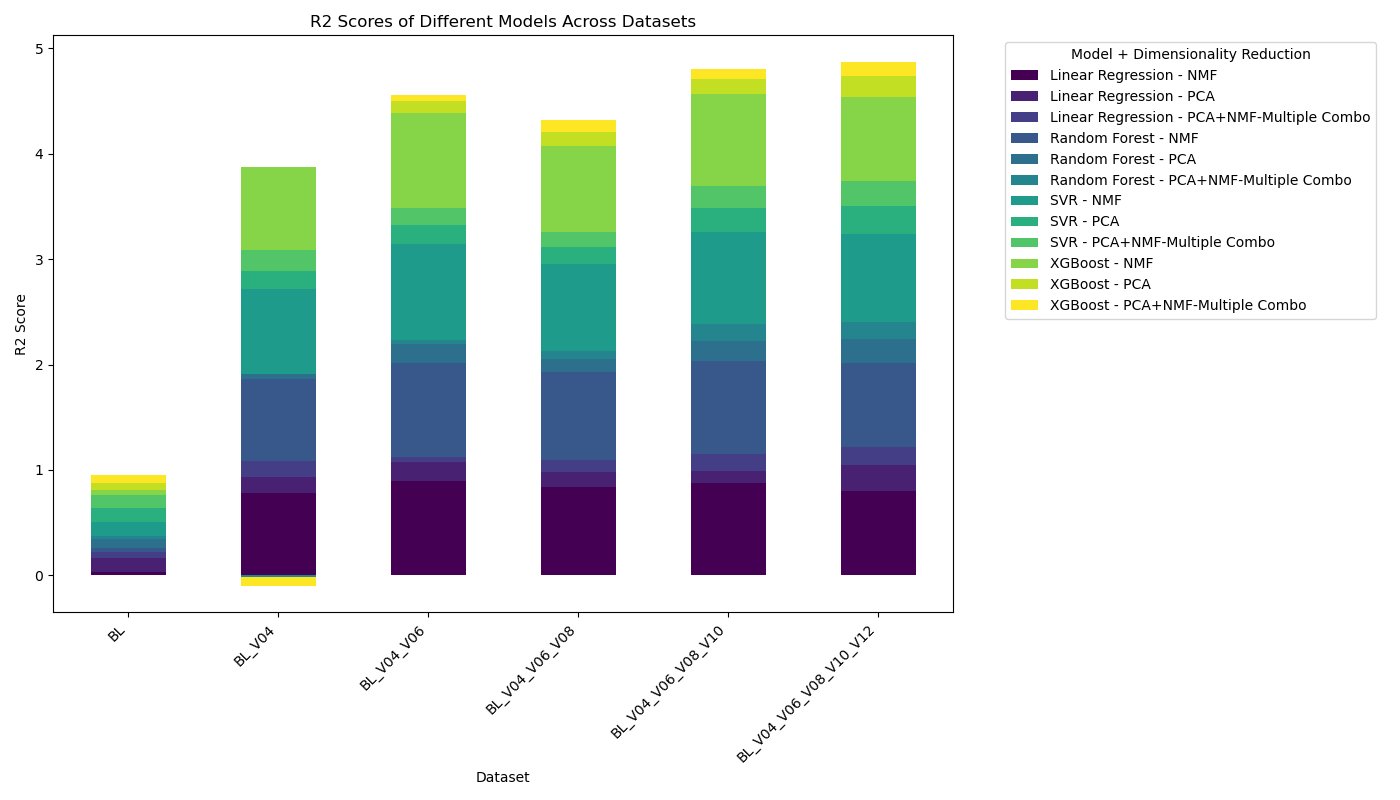 R2 Scores of Different Models Across Datasets
5
4
3
2
1
0
R2 Score
BL
BL_V04
BL_V04_V06
BL_V04_V06_V08
BL_V04_V06_V08_V10
BL_V04_V06_V08_V10_V12
Dataset
Model + Dimensionality Reduction
Linear Regression - NMF
Linear Regression - PCA
Linear Regression - PCA+NMF-Multiple Combo
Random Forest - NMF
Random Forest - PCA
Random Forest - PCA+NMF-Multiple Combo
SVR - NMF
SVR - PCA
SVR - PCA+NMF-Multiple Combo
XGBoost - NMF
XGBoost - PCA
XGBoost - PCA+NMF-Multiple Combo